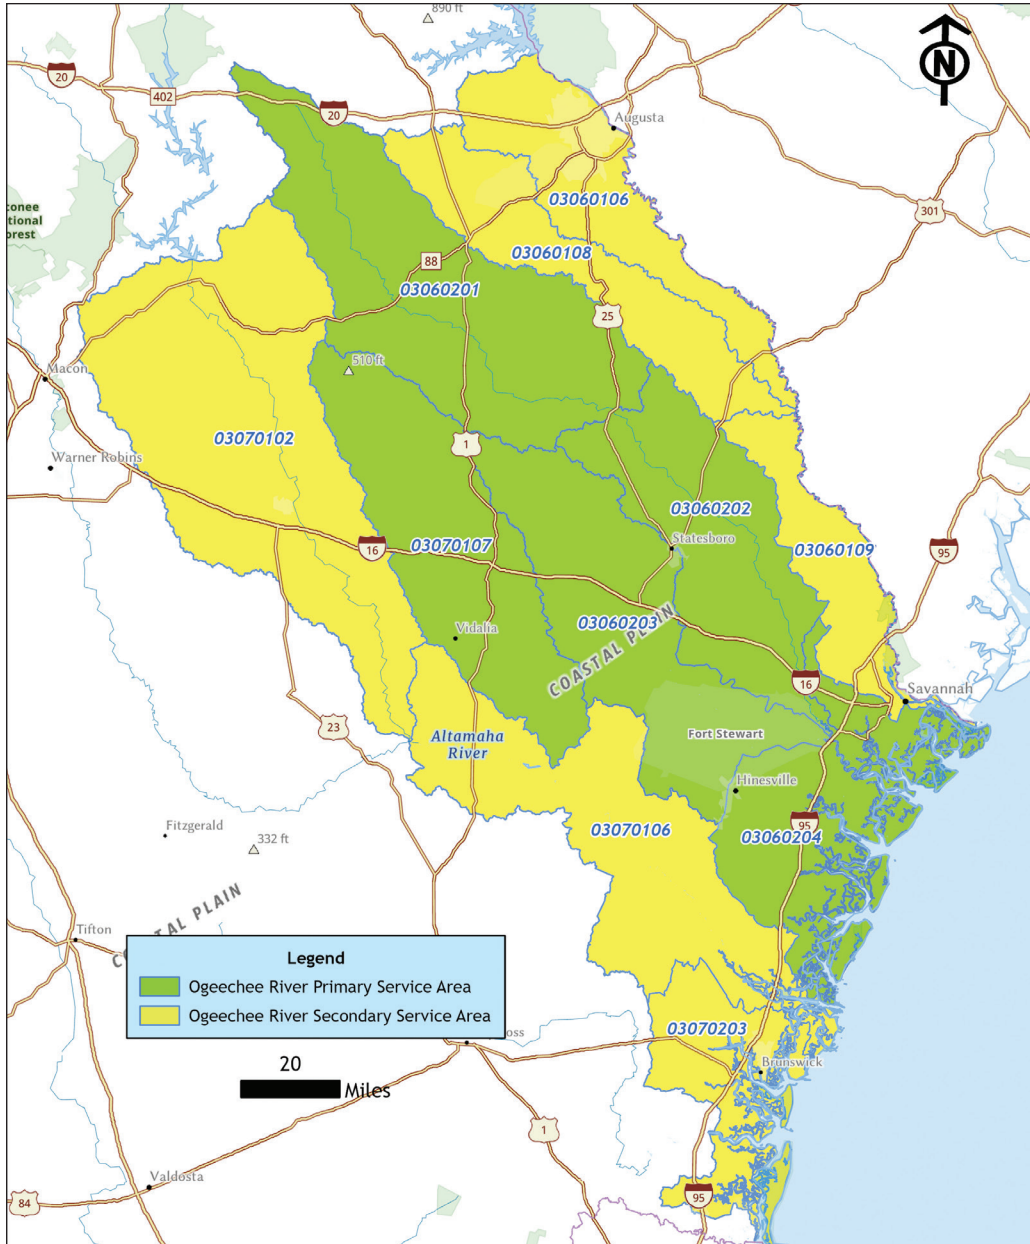 890 ft
N
20
402
20
Augusta
conee
tional
orest
03060106
301
03060108
88
03060201
25
510 ft
Macon
03070102
1
Warner Robins
03060202
Statesboro
03060109
95
16
03070107
03060203
COASTAL PLAIN
Vidalia
16
Savannah
23
Altamaha
River
Fort Stewart
Hinesville
Fitzgerald
332 ft
03070106
95
03060204
COASTAL PLAIN
Tifton
Legend
Ogeechee River Primary Service Area
Ogeechee River Secondary Service Area
oss
03070203
20
Miles
Brunswick
1
Valdosta
84
95